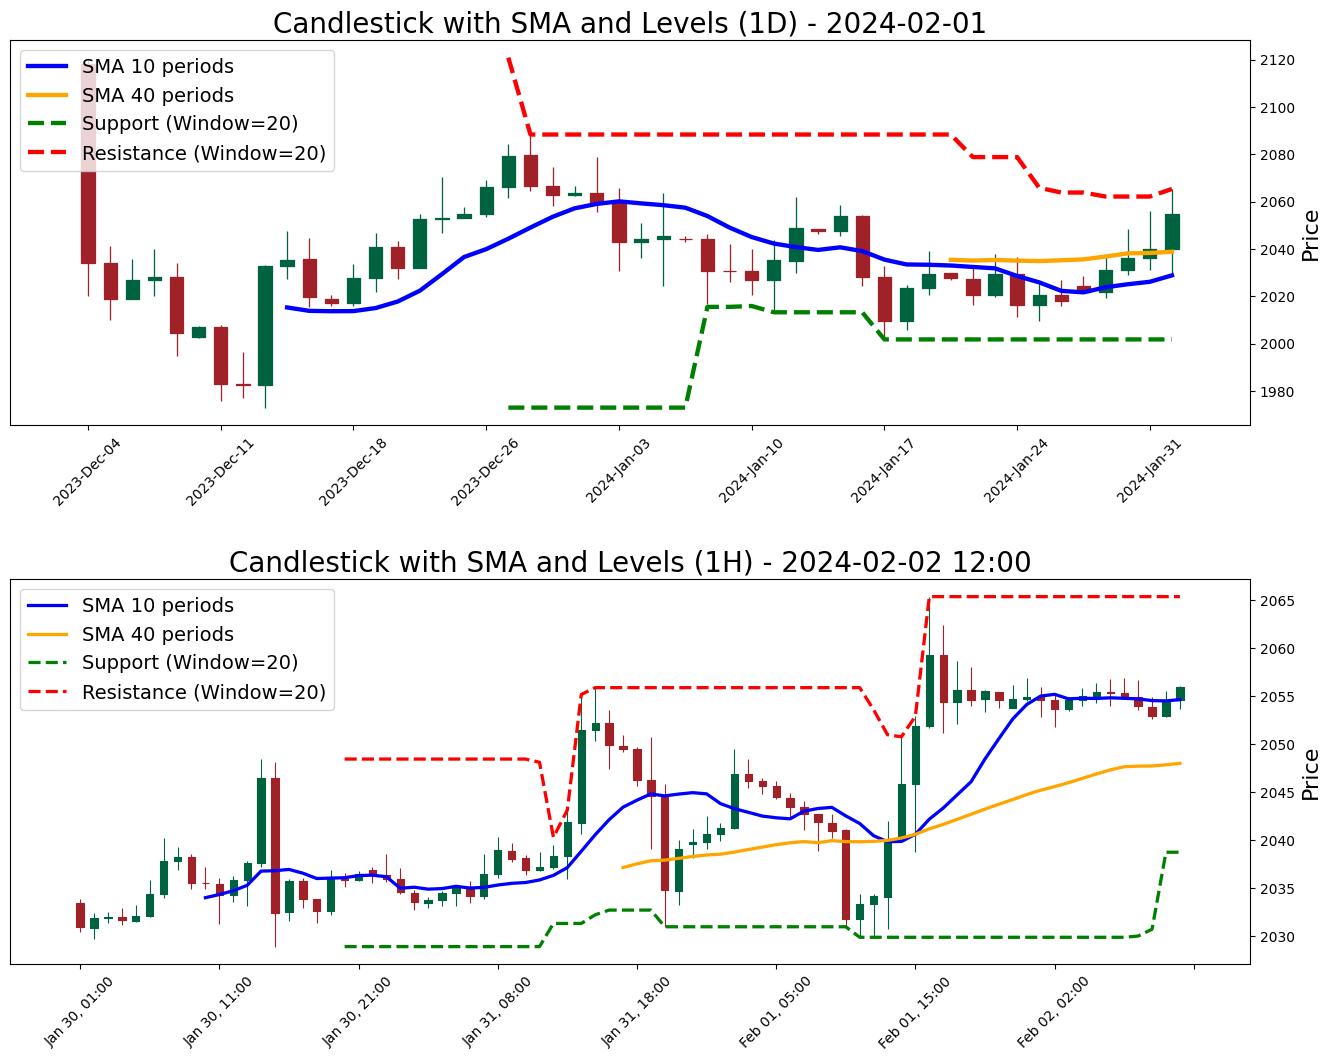 Candlestick with SMA and Levels (1D) - 2024-02-01
SMA 10 periods
SMA 40 periods
Support (Window=20)
Resistance (Window=20)
2120
2100
2080
2060
2040
2020
2000
1980
Price
2023-Dec-04
2023-Dec-11
2023-Dec-18
2023-Dec-26
2024-Jan-03
2024-Jan-10
2024-Jan-17
2024-Jan-24
2024-Jan-31
Candlestick with SMA and Levels (1H) - 2024-02-02 12:00
SMA 10 periods
SMA 40 periods
Support (Window=20)
Resistance (Window=20)
2065
2060
2055
2050
2045
2040
2035
2030
Price
Jan 30, 01:00
Jan 30, 11:00
Jan 30, 21:00
Jan 31, 08:00
Jan 31, 18:00
Feb 01, 05:00
Feb 01, 15:00
Feb 02, 02:00